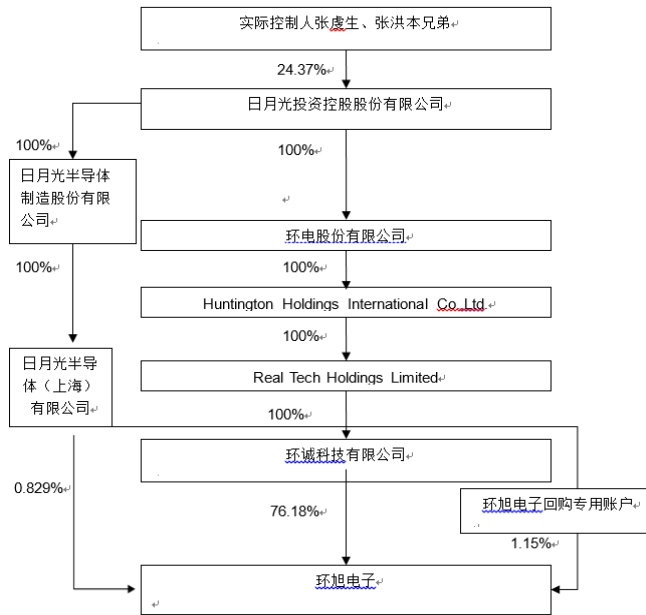 实际控制人张虔生、张洪本兄弟
24.37%
日月光投资控股股份有限公司
100%
100%
日月光半导体
制造股份有限
公司
环电股份有限公司
100%
100%
Huntington Holdings International Co.,Ltd.
100%
日月光半导
体（上海）
有限公司
Real Tech Holdings Limited
100%
环诚科技有限公司
0.829%
76.18%
环旭电子回购专用账户
1.15%
环旭电子